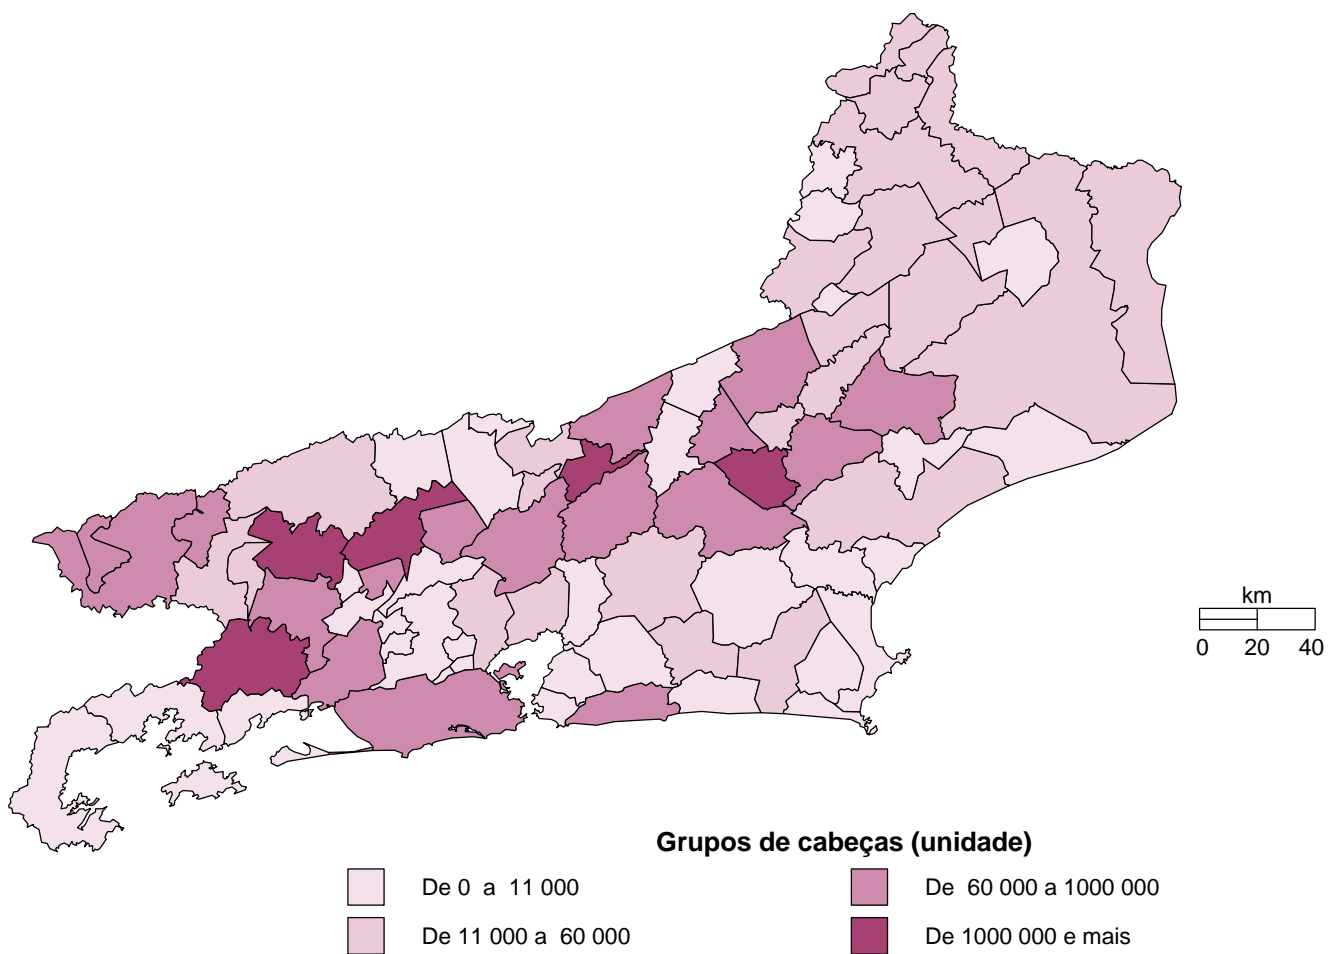 km
0 20 40
Grupos de cabeças (unidade)
De 0 a 11 000
De 60 000 a 1000 000
De 11 000 a 60 000
De 1000 000 e mais